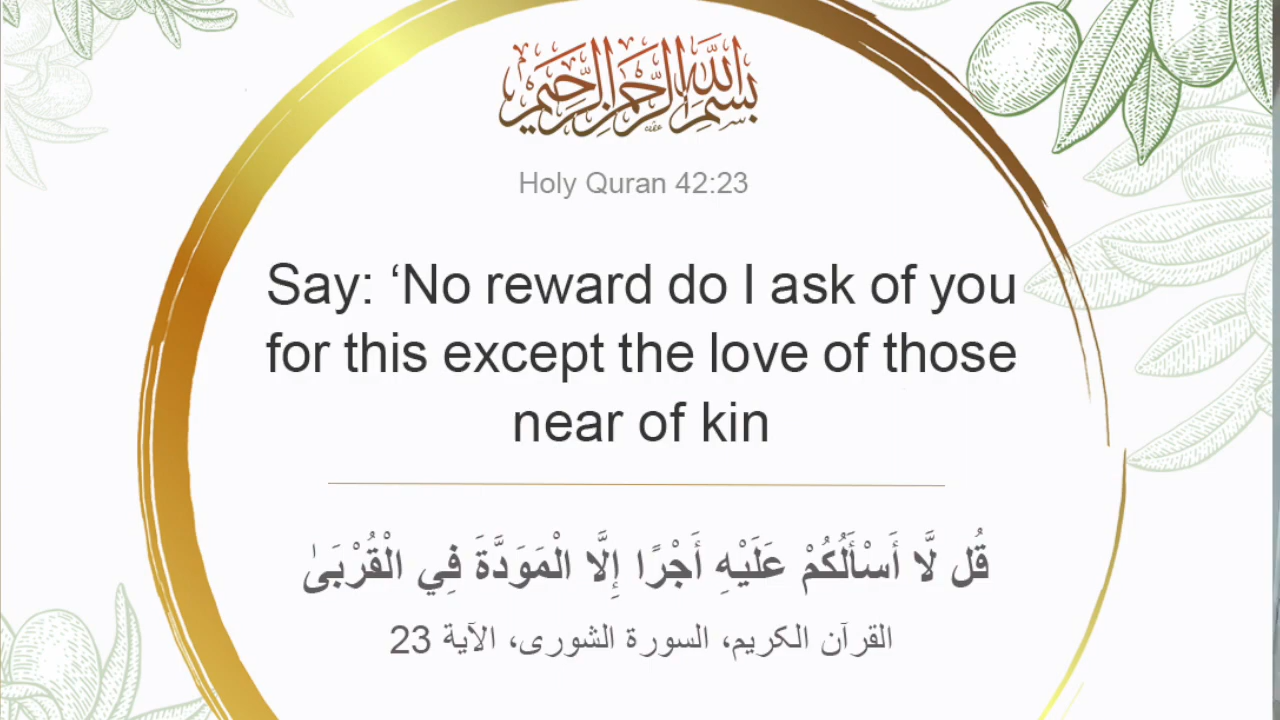 بسم الله الرحمن الرحيم
Holy Quran 42:23
Say: ‘No reward do I ask of you
for this except the love of those
near of kin
قُل لَّا أَسْأَلُكُمْ عَلَيْهِ أَجْرًا إِلَّا الْمَوَدَّةَ فِي الْقُرْبَىٰ
القرآن الكريم، السورة الشورى، الآية 23